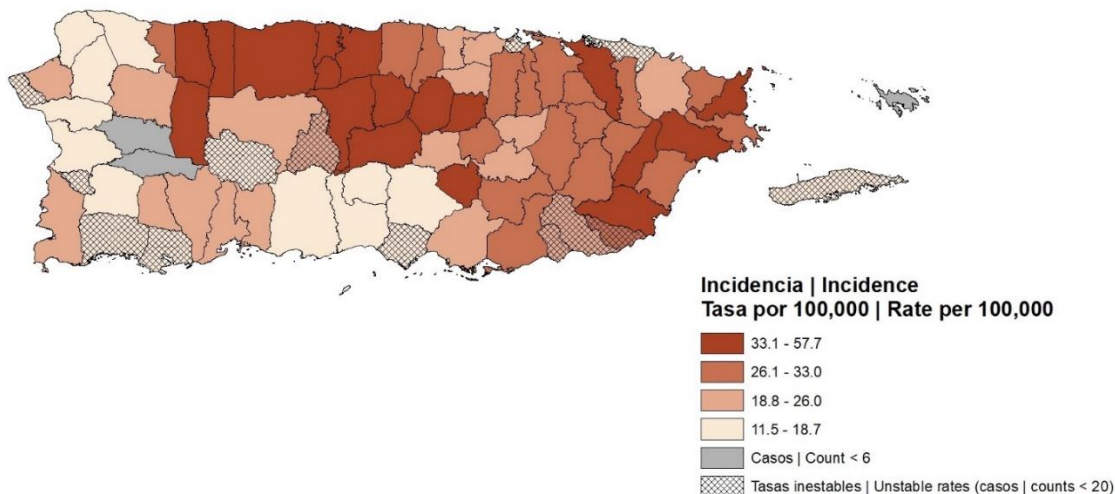 Incidencia | Incidence
Tasa por 100,000 | Rate per 100,000
33.1 - 57.7
26.1 - 33.0
18.8 - 26.0
11.5 - 18.7
Casos | Count < 6
Tasas inestables | Unstable rates (casos | counts < 20)